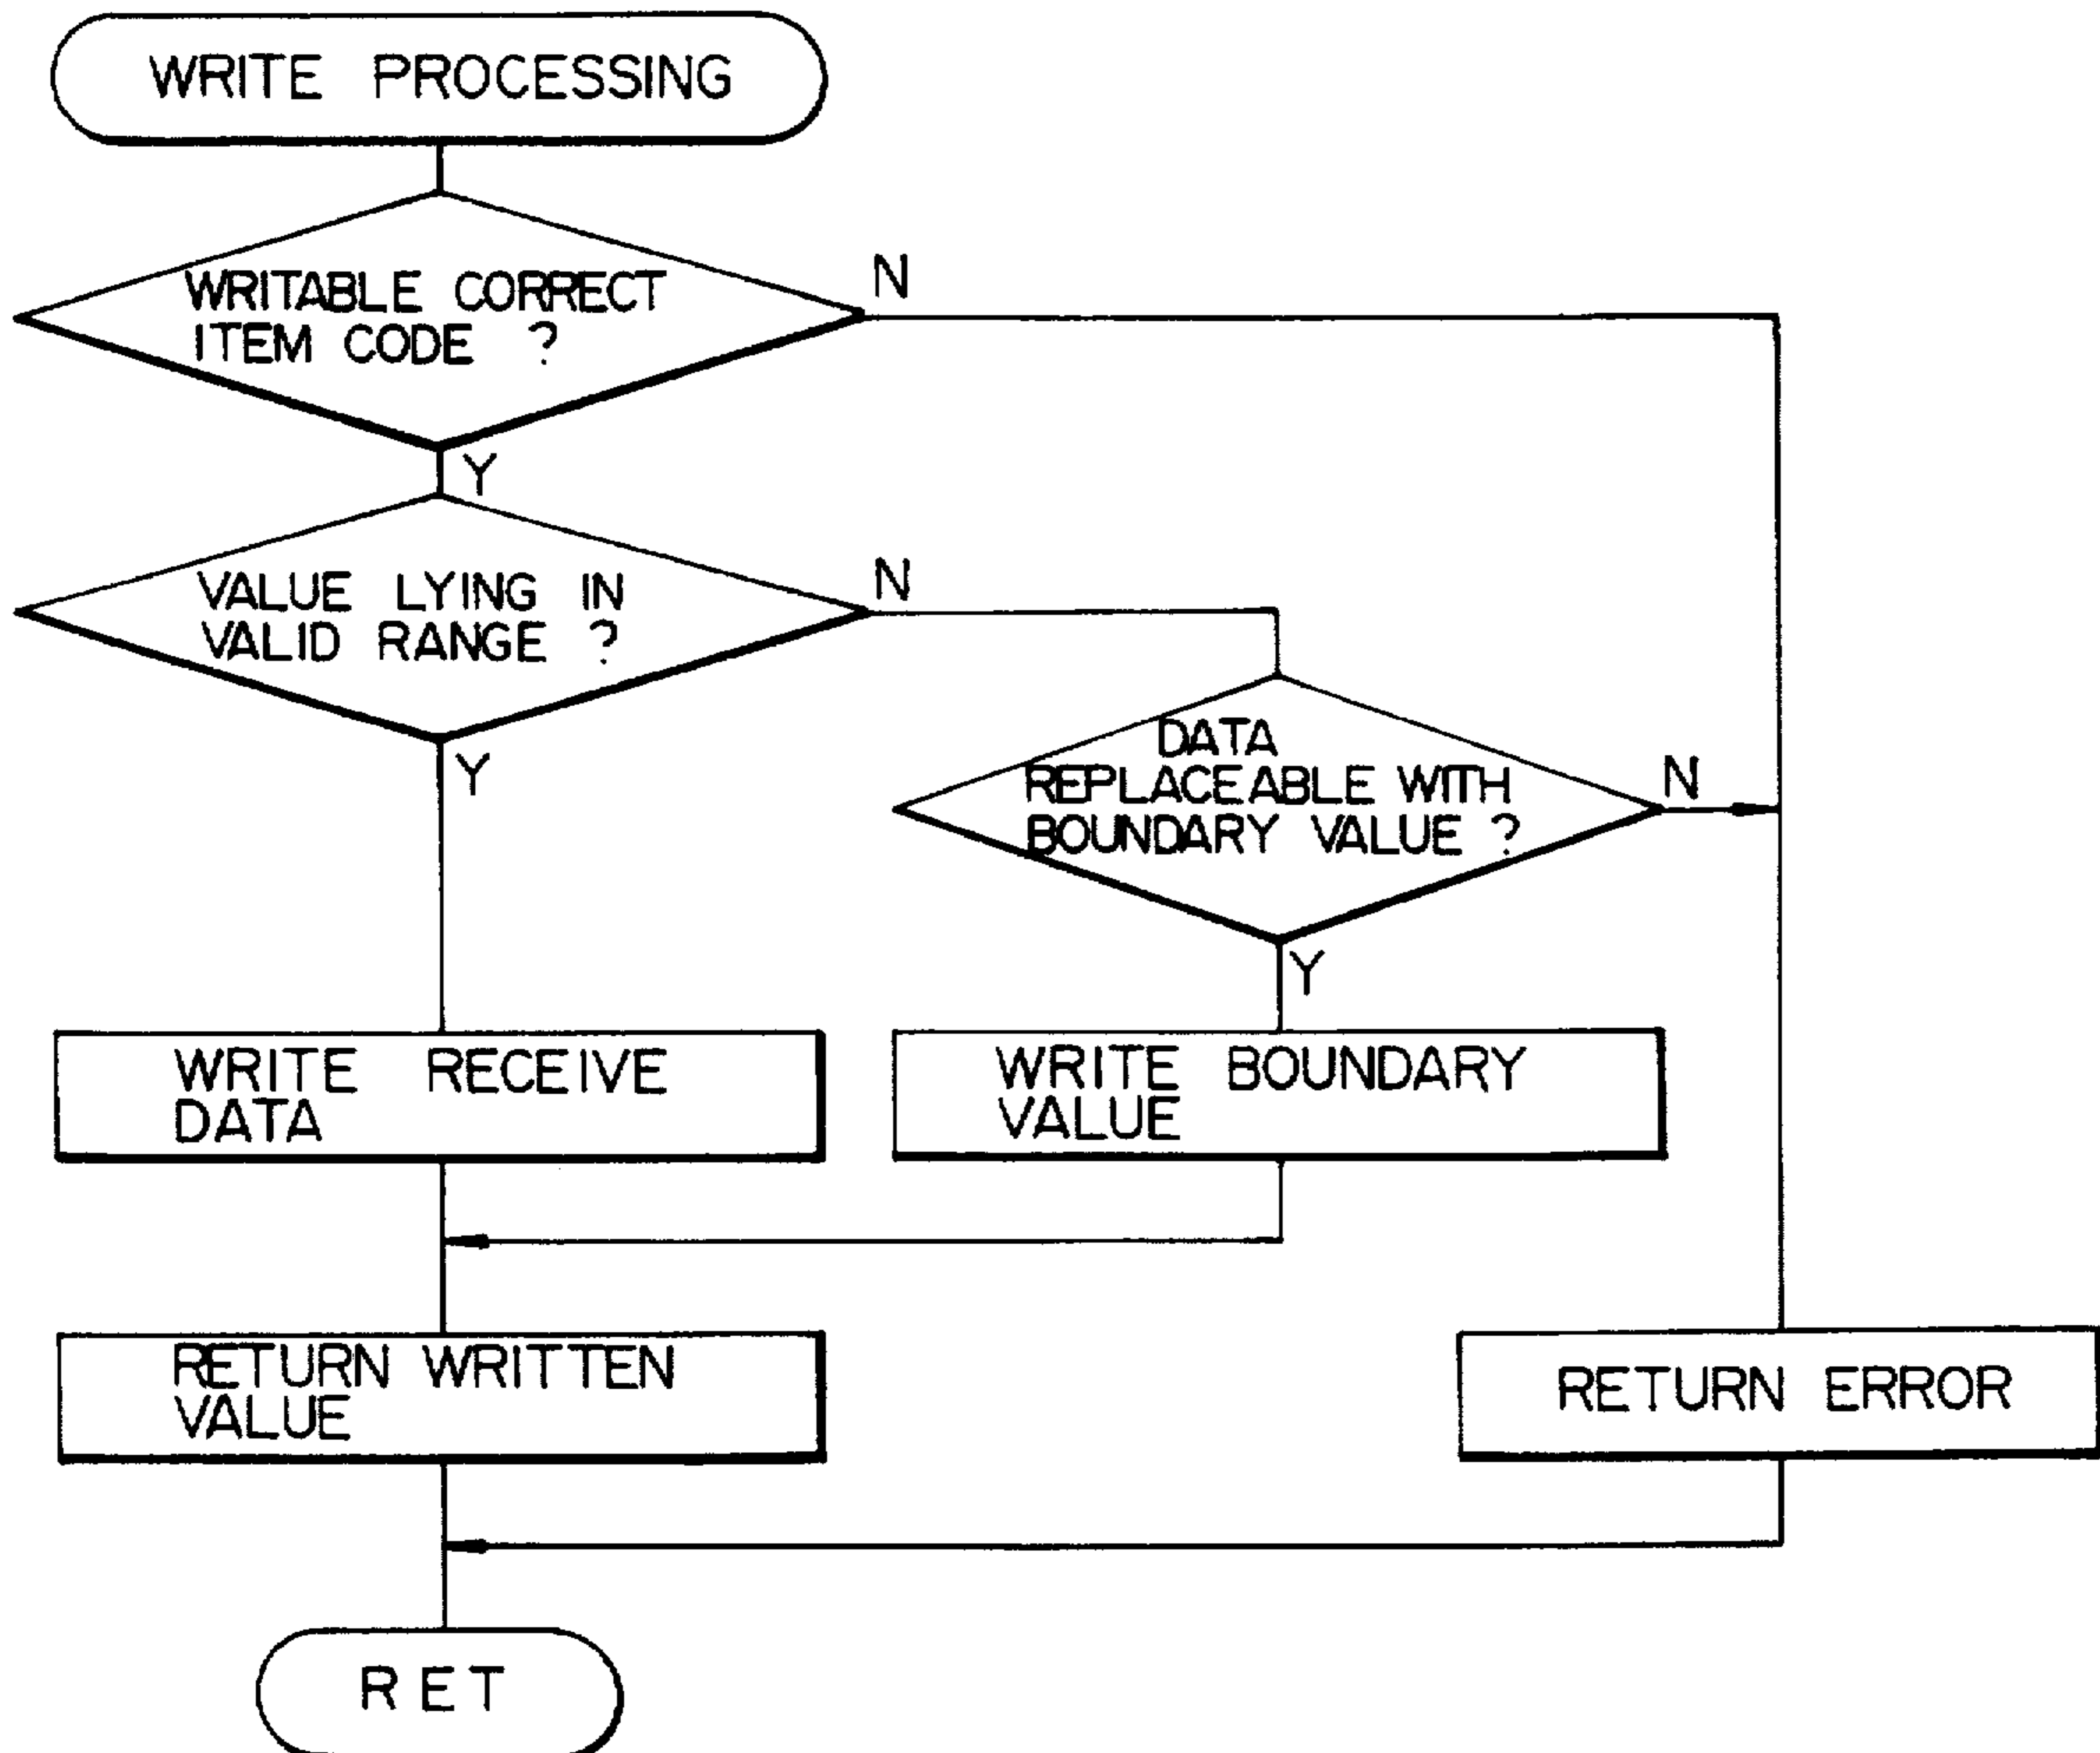 WRITE PROCESSING
WRITABLE CORRECT
ITEM CODE ?
N
Y
VALUE LYING IN
VALID RANGE ?
N
Y
DATA
REPLACEABLE WITH
BOUNDARY VALUE ?
N
Y
WRITE RECEIVE
DATA
WRITE BOUNDARY
VALUE
RETURN WRITTEN
VALUE
RETURN ERROR
RET